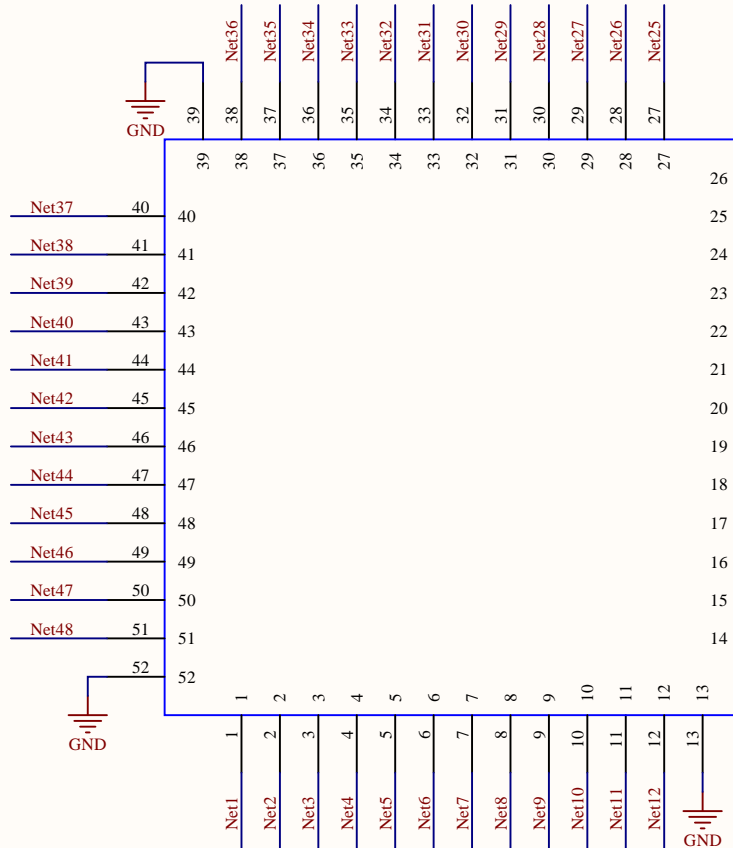 Net36 Net35 Net34 Net33 Net32 Net31 Net30 Net29 Net28 Net27 Net26 Net25
39 38 37 36 35 34 33 32 31 30 29 28 27
GND
39 38 37 36 35 34 33 32 31 30 29 28 27
26
Net37 40 40 25
Net38 41 41 24
Net39 42 42 23
Net40 43 43 22
Net41 44 44 21
Net42 45 45 20
Net43 46 46 19
Net44 47 47 18
Net45 48 48 17
Net46 49 49 16
Net47 50 50 15
Net48 51 51 14
52 52
1 2 3 4 5 6 7 8 9 10 11 12 13
GND
1 2 3 4 5 6 7 8 9 10 11 12 13
Net1 Net2 Net3 Net4 Net5 Net6 Net7 Net8 Net9 Net10 Net11 Net12
GND